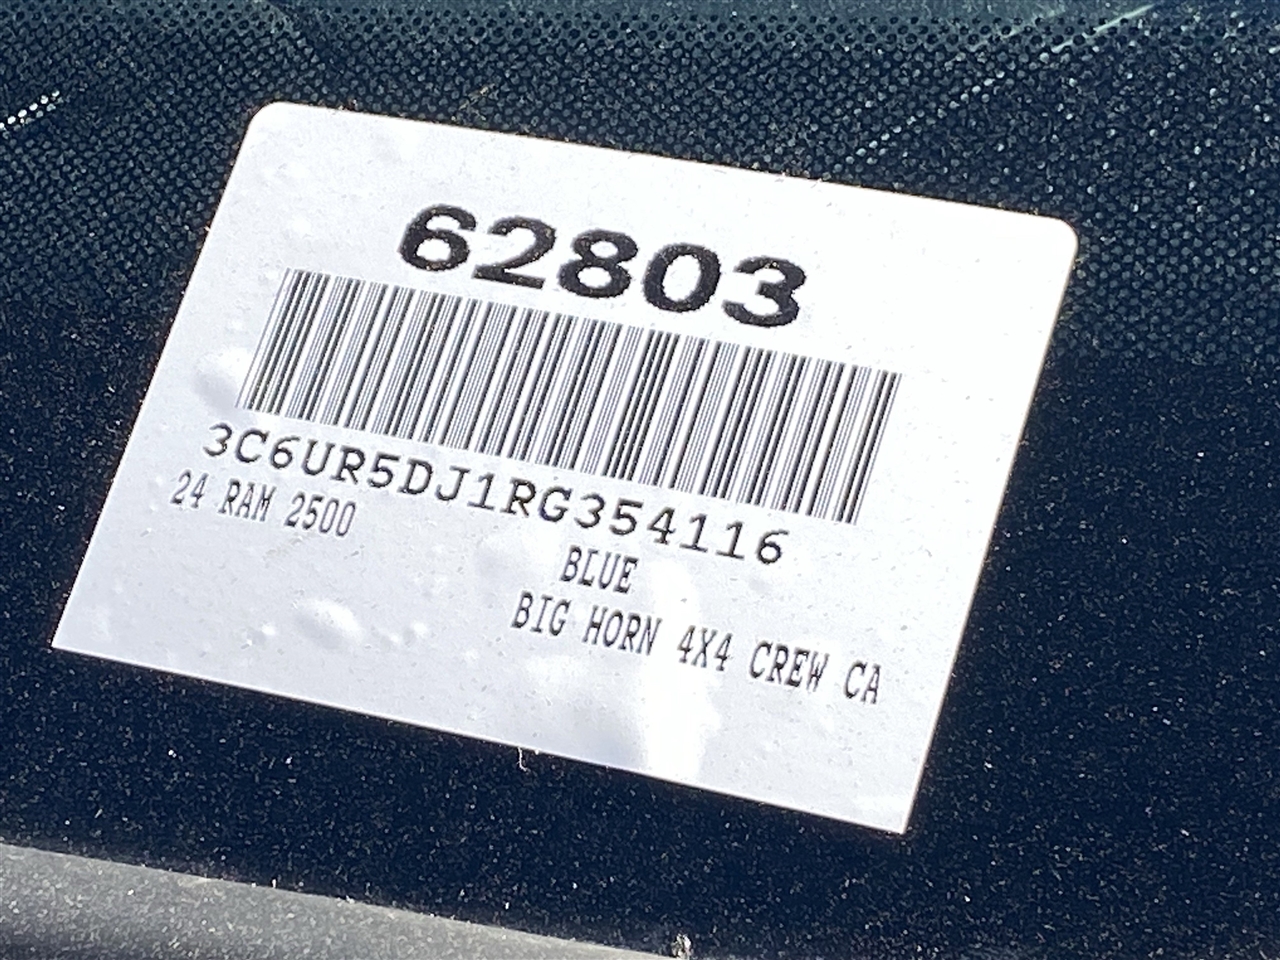 62803
3C6UR5DJ1RG354116
24 RAM 2500
BLUE
BIG HORN 4X4 CREW CA